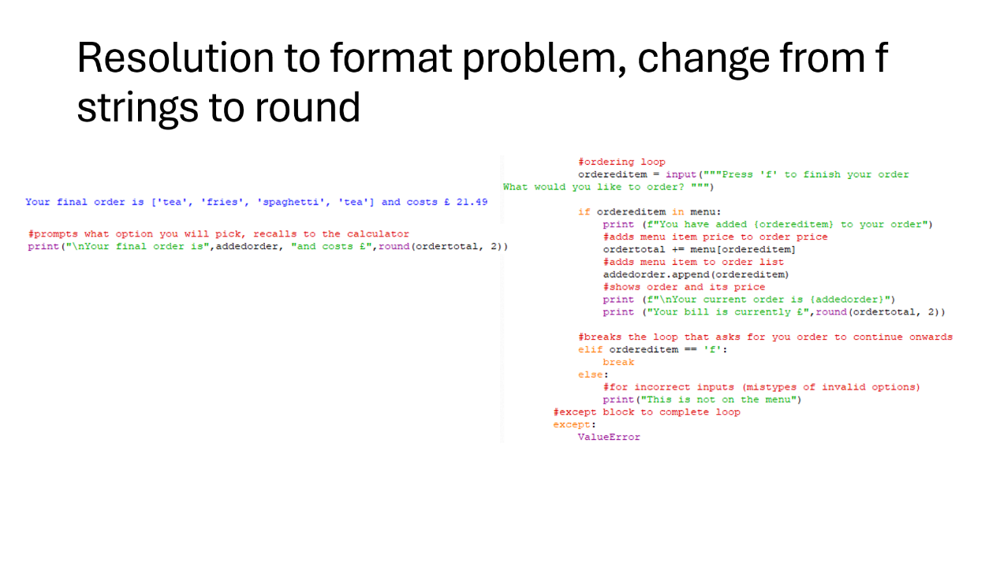 Resolution to format problem, change from f
strings to round
Your final order is ['tea', 'fries', 'spaghetti', 'tea'] and costs £ 21.49
#prompts what option you will pick, recalls to the calculator
print("\nYour final order is",addedorder, "and costs £",round(ordertotal, 2))
#ordering loop
ordereditem = input("""Press 'f' to finish your order
What would you like to order? """)
if ordereditem in menu:
print (f"You have added {ordereditem} to your order")
#adds menu item price to order price
ordertotal += menu[ordereditem]
#adds menu item to order list
addedorder.append(ordereditem)
#shows order and its price
print (f"\nYour current order is {addedorder}")
print ("Your bill is currently £",round(ordertotal, 2))
#breaks the loop that asks for you order to continue onwards
elif ordereditem == 'f':
break
else:
#for incorrect inputs (mistypes of invalid options)
print("This is not on the menu")
#except block to complete loop
except:
ValueError